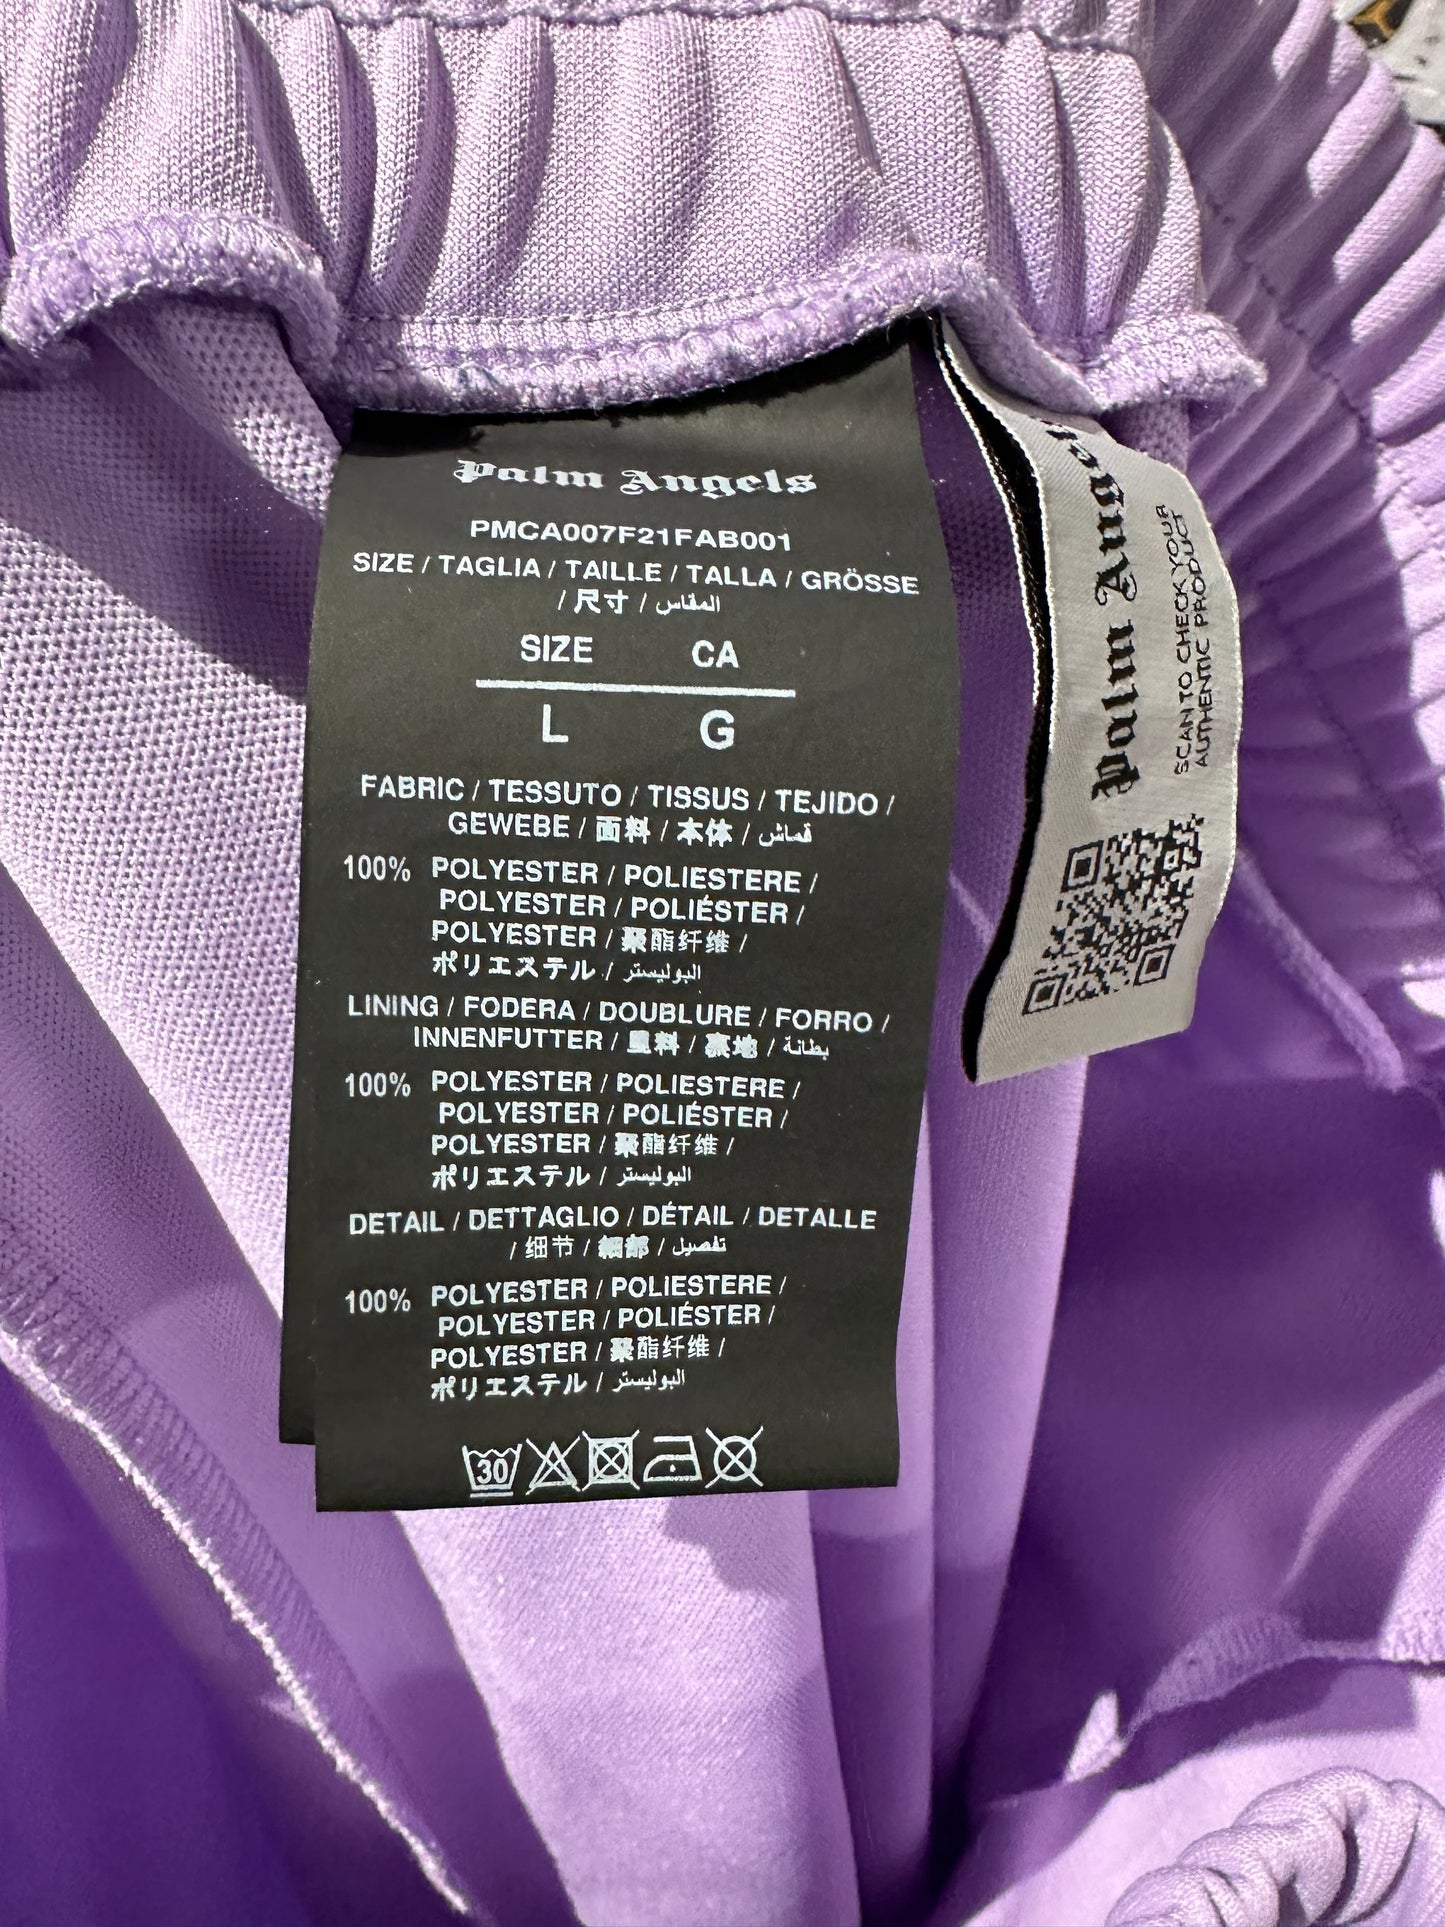 Palm Angels
PMCA007F21FAB001
SIZE / TAGLIA / TAILLE / TALLA / GRÖSSE
/ 尺寸 / المقاس
SIZE CA
L G
FABRIC / TESSUTO / TISSUS / TEJIDO /
GEWEBE / 面料 / 本体 / قماش
100% POLYESTER / POLIESTERE /
POLYESTER / POLIÉSTER /
POLYESTER / 聚酯纤维 /
ポリエステル / البوليستر
LINING / FODERA / DOUBLURE / FORRO /
INNENFUTTER / 里料 / 裏地 / بطانة
100% POLYESTER / POLIESTERE /
POLYESTER / POLIÉSTER /
POLYESTER / 聚酯纤维 /
ポリエステル / البوليستر
DETAIL / DETTAGLIO / DÉTAIL / DETALLE
/ 细节 / 細部 / تفصيل
100% POLYESTER / POLIESTERE /
POLYESTER / POLIÉSTER /
POLYESTER / 聚酯纤维 /
ポリエステル / البوليستر
30
Palm Angels
SCAN TO CHECK YOUR
AUTHENTIC PRODUCT